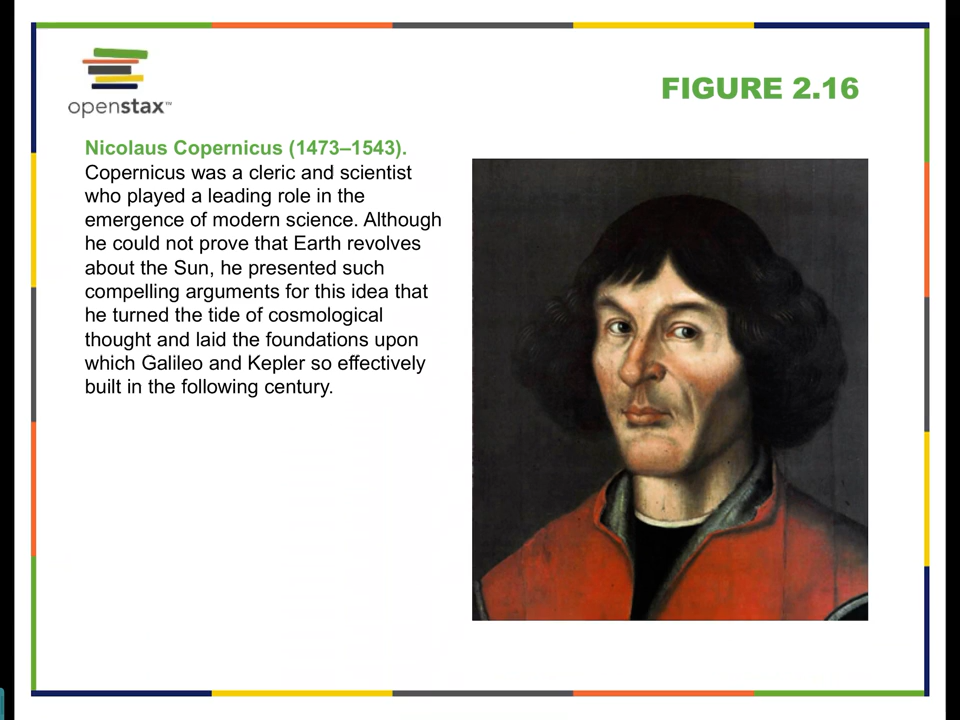 openstax™
FIGURE 2.16
Nicolaus Copernicus (1473–1543).
Copernicus was a cleric and scientist
who played a leading role in the
emergence of modern science. Although
he could not prove that Earth revolves
about the Sun, he presented such
compelling arguments for this idea that
he turned the tide of cosmological
thought and laid the foundations upon
which Galileo and Kepler so effectively
built in the following century.